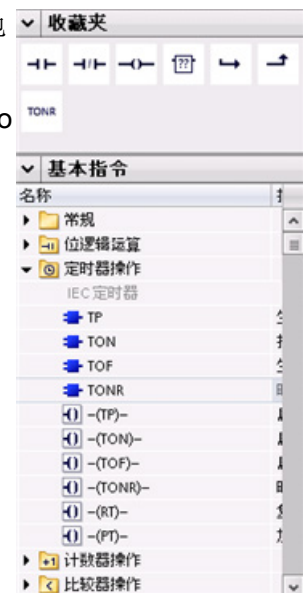 收藏夹
??
TONR
基本指令
名称
常规
位逻辑运算
定时器操作
IEC 定时器
TP
TON
TOF
TONR
-(TP)-
-(TON)-
-(TOF)-
-(TONR)-
-(RT)-
-(PT)-
+1 计数器操作
比较器操作